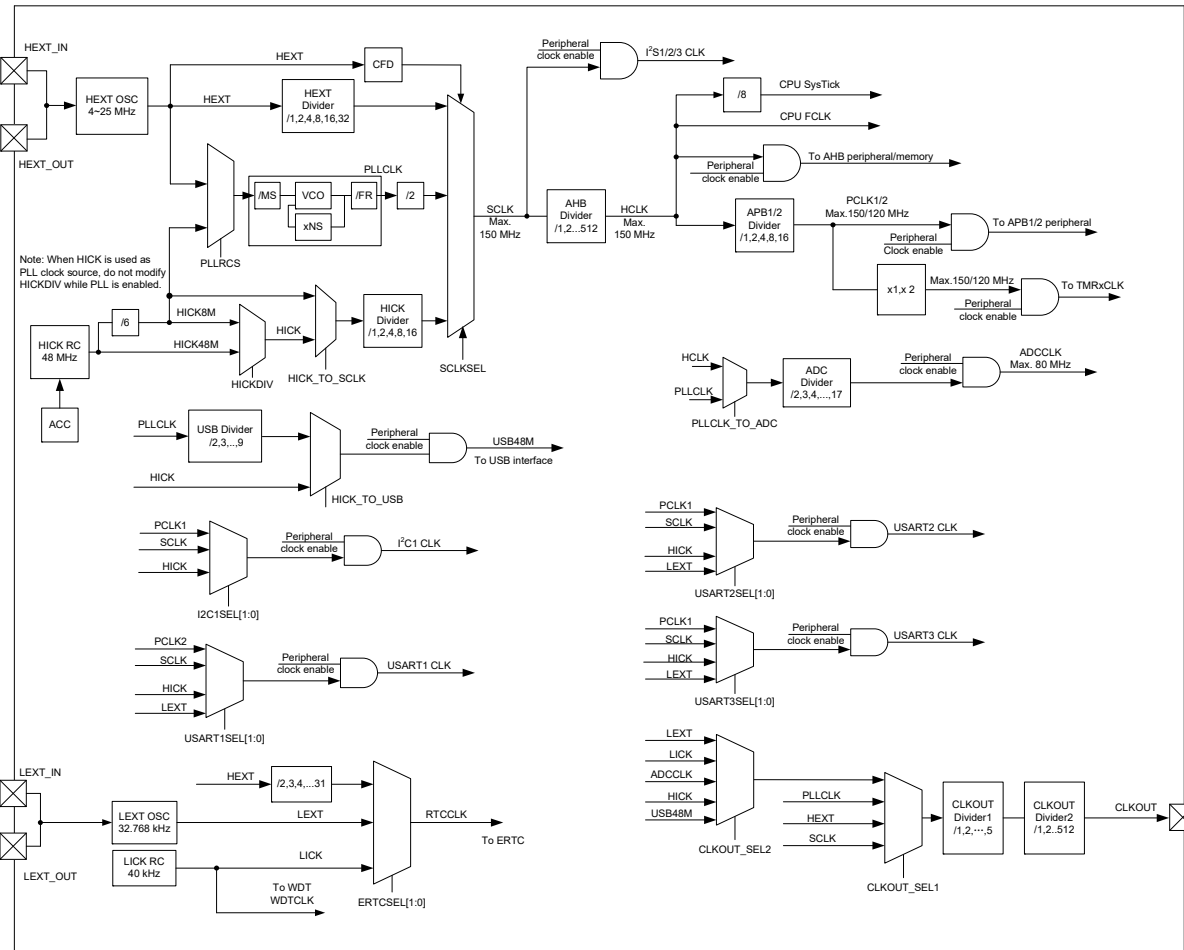 HEXT_IN
HEXT_OUT
HEXT OSC
4~25 MHz
HEXT
CFD
HEXT
HEXT
Divider
/1,2,4,8,16,32
PLLCLK
/MS
VCO
xNS
/FR
/2
PLLRCS
Note: When HICK is used as
PLL clock source, do not modify
HICKDIV while PLL is enabled.
HICK RC
48 MHz
ACC
/6
HICK8M
HICK48M
HICKDIV
HICK
HICK_TO_SCLK
HICK
Divider
/1,2,4,8,16
SCLKSEL
SCLK
Max.
150 MHz
Peripheral
clock enable
I²S1/2/3 CLK
AHB
Divider
/1,2...512
HCLK
Max.
150 MHz
/8
CPU SysTick
CPU FCLK
Peripheral
clock enable
To AHB peripheral/memory
APB1/2
Divider
/1,2,4,8,16
PCLK1/2
Max.150/120 MHz
Peripheral
Clock enable
To APB1/2 peripheral
x1,x 2
Max.150/120 MHz
Peripheral
clock enable
To TMRxCLK
HCLK
PLLCLK
PLLCLK_TO_ADC
ADC
Divider
/2,3,4,...,17
Peripheral
clock enable
ADCCLK
Max. 80 MHz
PLLCLK
USB Divider
/2,3,..,9
HICK
HICK_TO_USB
Peripheral
clock enable
USB48M
To USB interface
PCLK1
SCLK
HICK
I2C1SEL[1:0]
Peripheral
clock enable
I²C1 CLK
PCLK1
SCLK
HICK
LEXT
USART2SEL[1:0]
Peripheral
clock enable
USART2 CLK
PCLK2
SCLK
HICK
LEXT
USART1SEL[1:0]
Peripheral
clock enable
USART1 CLK
PCLK1
SCLK
HICK
LEXT
USART3SEL[1:0]
Peripheral
clock enable
USART3 CLK
LEXT_IN
LEXT_OUT
LEXT OSC
32.768 kHz
LICK RC
40 kHz
HEXT
/2,3,4,...31
LEXT
LICK
To WDT
WDTCLK
ERTCSEL[1:0]
RTCCLK
To ERTC
LEXT
LICK
ADCCLK
HICK
USB48M
CLKOUT_SEL2
PLLCLK
HEXT
SCLK
CLKOUT_SEL1
CLKOUT
Divider1
/1,2,···,5
CLKOUT
Divider2
/1,2..512
CLKOUT